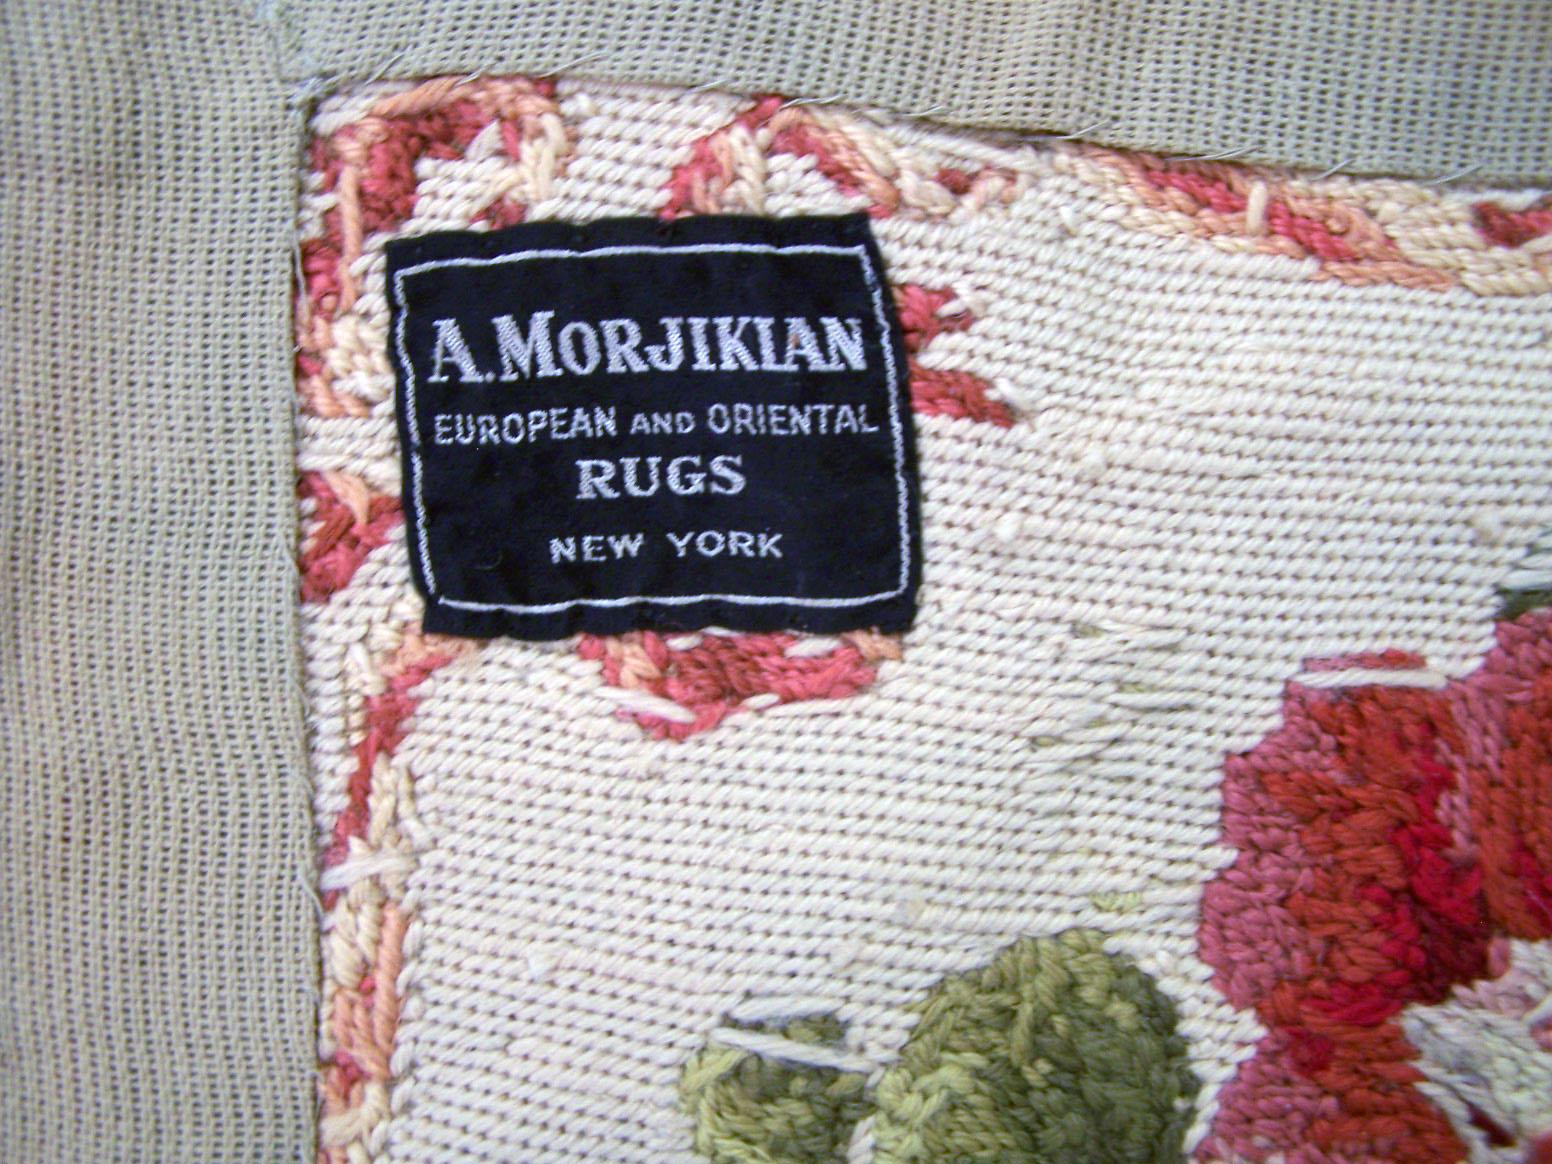 A. MORJIKIAN
EUROPEAN AND ORIENTAL
RUGS
NEW YORK